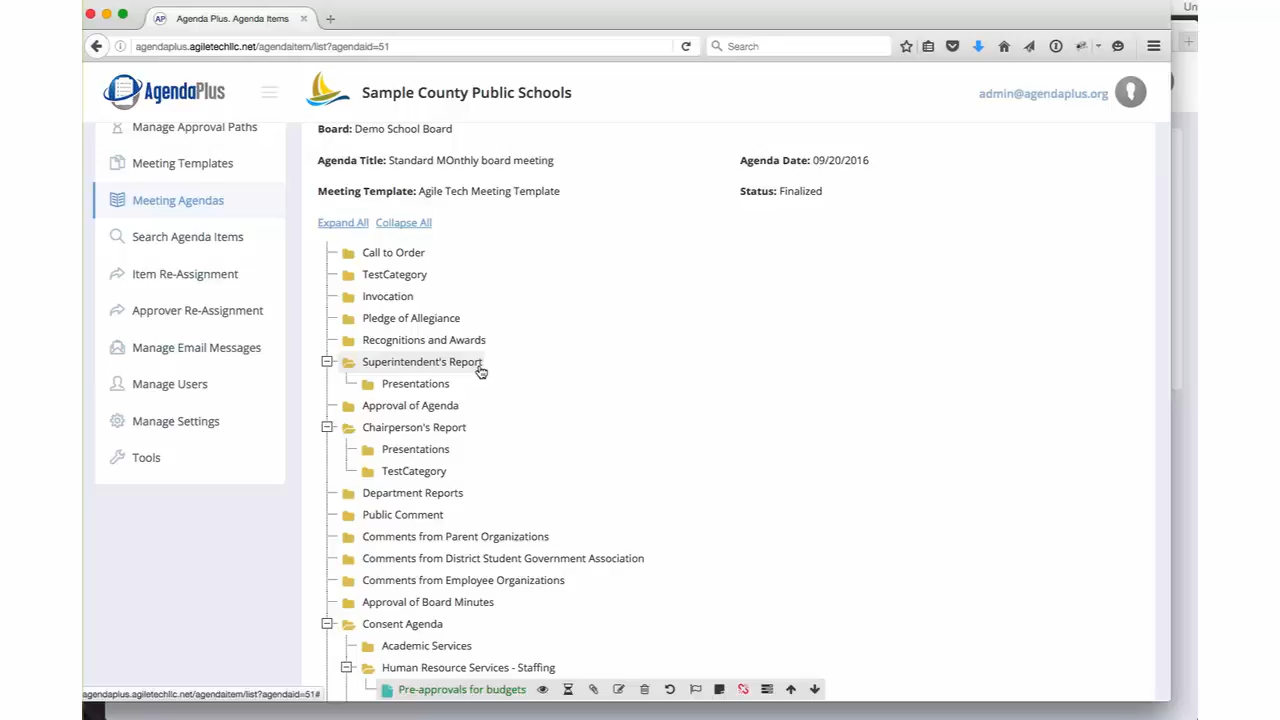 Un
AP Agenda Plus. Agenda Items
agendaplus.agiletechllc.net/agendaitem/list?agendaid=51
Search
AgendaPlus
Sample County Public Schools
admin@agendaplus.org
Manage Approval Paths
Meeting Templates
Meeting Agendas
Search Agenda Items
Item Re-Assignment
Approver Re-Assignment
Manage Email Messages
Manage Users
Manage Settings
Tools
Board: Demo School Board
Agenda Title: Standard MOnthly board meeting
Agenda Date: 09/20/2016
Meeting Template: Agile Tech Meeting Template
Status: Finalized
Expand All Collapse All
Call to Order
TestCategory
Invocation
Pledge of Allegiance
Recognitions and Awards
Superintendent's Report
Presentations
Approval of Agenda
Chairperson's Report
Presentations
TestCategory
Department Reports
Public Comment
Comments from Parent Organizations
Comments from District Student Government Association
Comments from Employee Organizations
Approval of Board Minutes
Consent Agenda
Academic Services
Human Resource Services - Staffing
Pre-approvals for budgets
agendaplus.agiletechllc.net/agendaitem/list?agendaid=51#